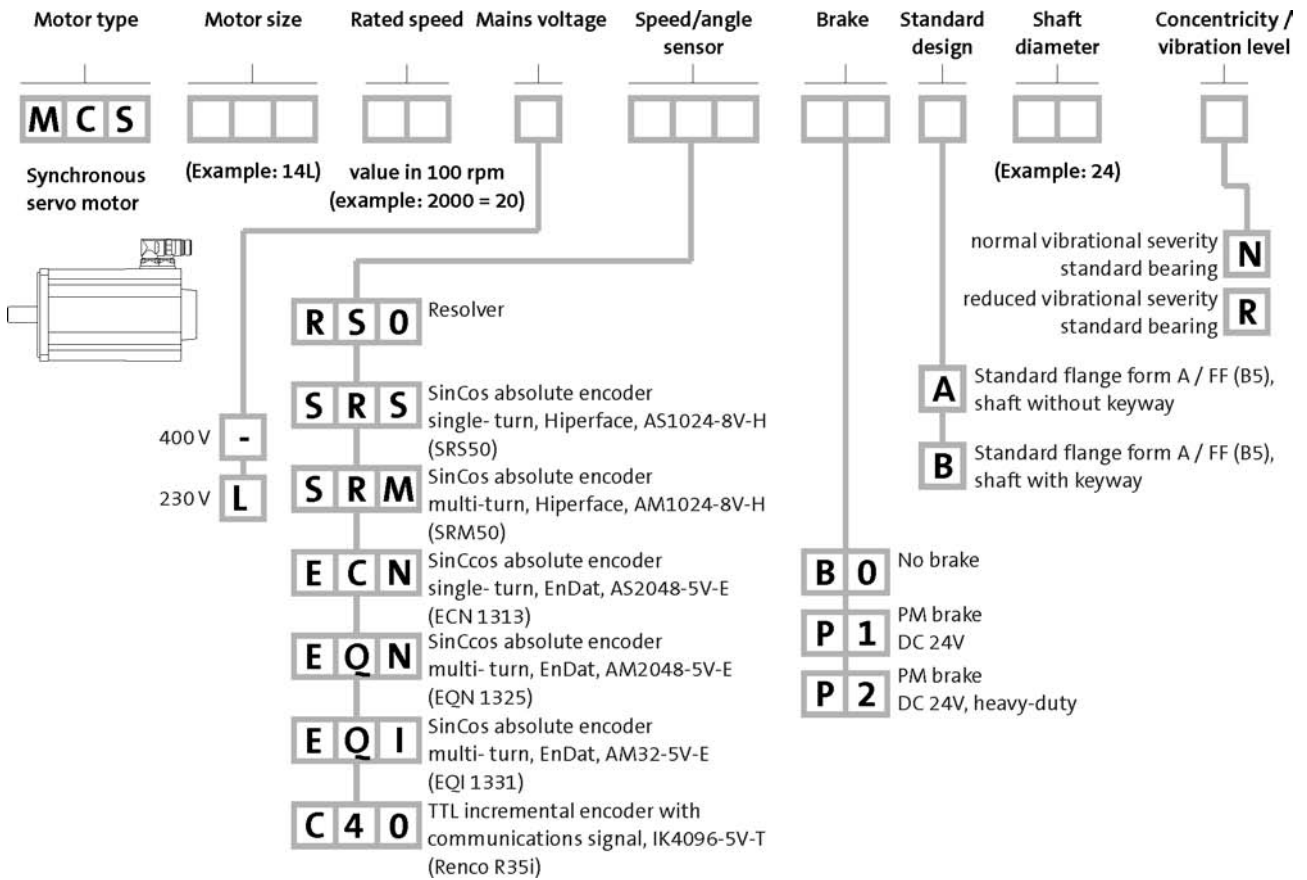 Motor type
Motor size
Rated speed
Mains voltage
Speed/angle
sensor
Brake
Standard
design
Shaft
diameter
Concentricity /
vibration level
M C S
Synchronous
servo motor
(Example: 14L)
value in 100 rpm
(example: 2000 = 20)
(Example: 24)
normal vibrational severity
standard bearing
N
reduced vibrational severity
standard bearing
R
400 V
-
230 V
L
R S 0
Resolver
S R S
SinCos absolute encoder
single- turn, Hiperface, AS1024-8V-H
(SRS50)
S R M
SinCos absolute encoder
multi-turn, Hiperface, AM1024-8V-H
(SRM50)
E C N
SinCcos absolute encoder
single- turn, EnDat, AS2048-5V-E
(ECN 1313)
E Q N
SinCcos absolute encoder
multi- turn, EnDat, AM2048-5V-E
(EQN 1325)
E Q I
SinCos absolute encoder
multi- turn, EnDat, AM32-5V-E
(EQI 1331)
C 4 0
TTL incremental encoder with
communications signal, IK4096-5V-T
(Renco R35i)
A
Standard flange form A / FF (B5),
shaft without keyway
B
Standard flange form A / FF (B5),
shaft with keyway
B 0
No brake
P 1
PM brake
DC 24V
P 2
PM brake
DC 24V, heavy-duty